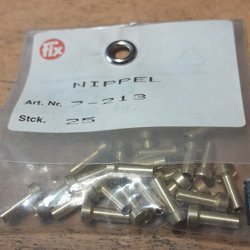 fix
NIPPEL
Art. Nr. 7-213
Stck. 25